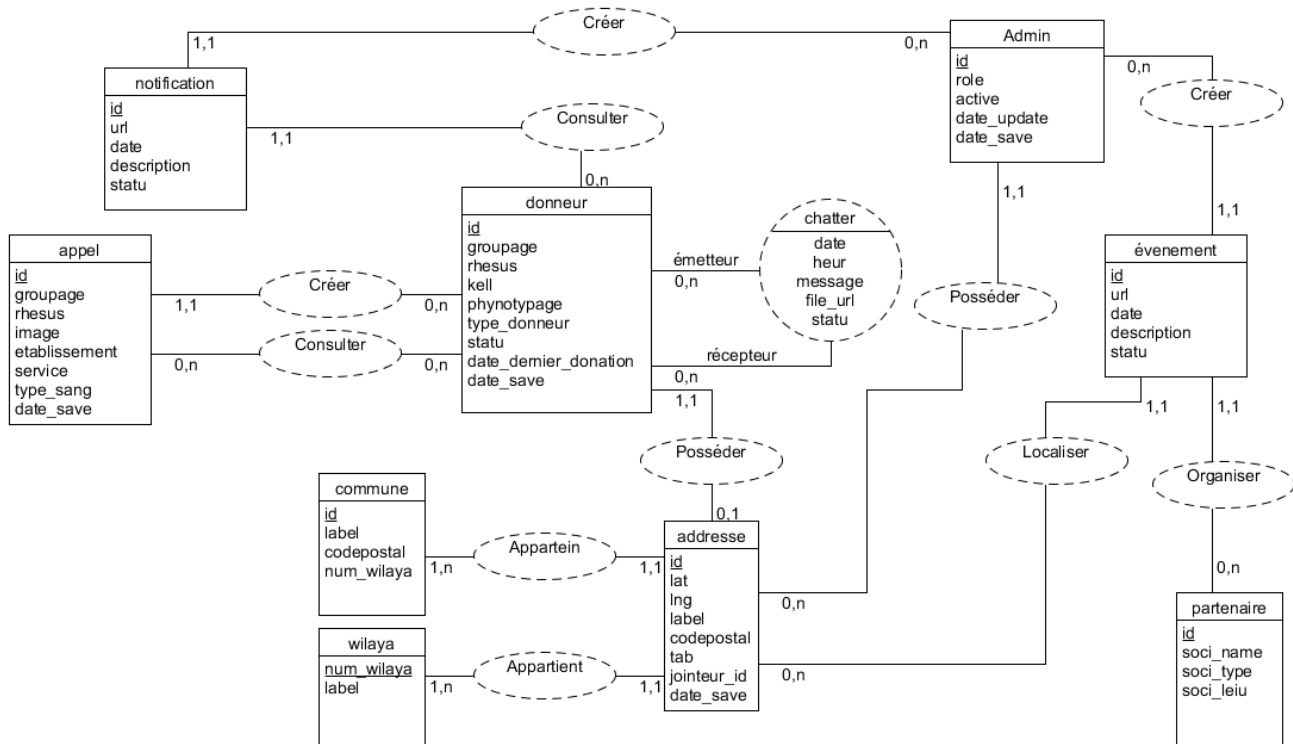 Créer
1,1
0,n
Admin
id
role
active
date_update
date_save
0,n
Créer
1,1
notification
id
url
date
description
statu
1,1
Consulter
0,n
1,1
appel
id
groupage
rhesus
image
etablissement
service
type_sang
date_save
1,1
Créer
0,n
0,n
Consulter
0,n
donneur
id
groupage
rhesus
kell
phynotypage
type_donneur
statu
date_dernier_donation
date_save
émetteur
0,n
chatter
date
heur
message
file_url
statu
récepteur
0,n
1,1
Posséder
évenement
id
url
date
description
statu
1,1
1,1
Posséder
0,1
Localiser
Organiser
commune
id
label
codepostal
num_wilaya
1,n
Appartein
1,1
addresse
id
lat
lng
label
codepostal
tab
jointeur_id
date_save
0,n
0,n
0,n
wilaya
num_wilaya
label
1,n
Appartient
1,1
partenaire
id
soci_name
soci_type
soci_leiu